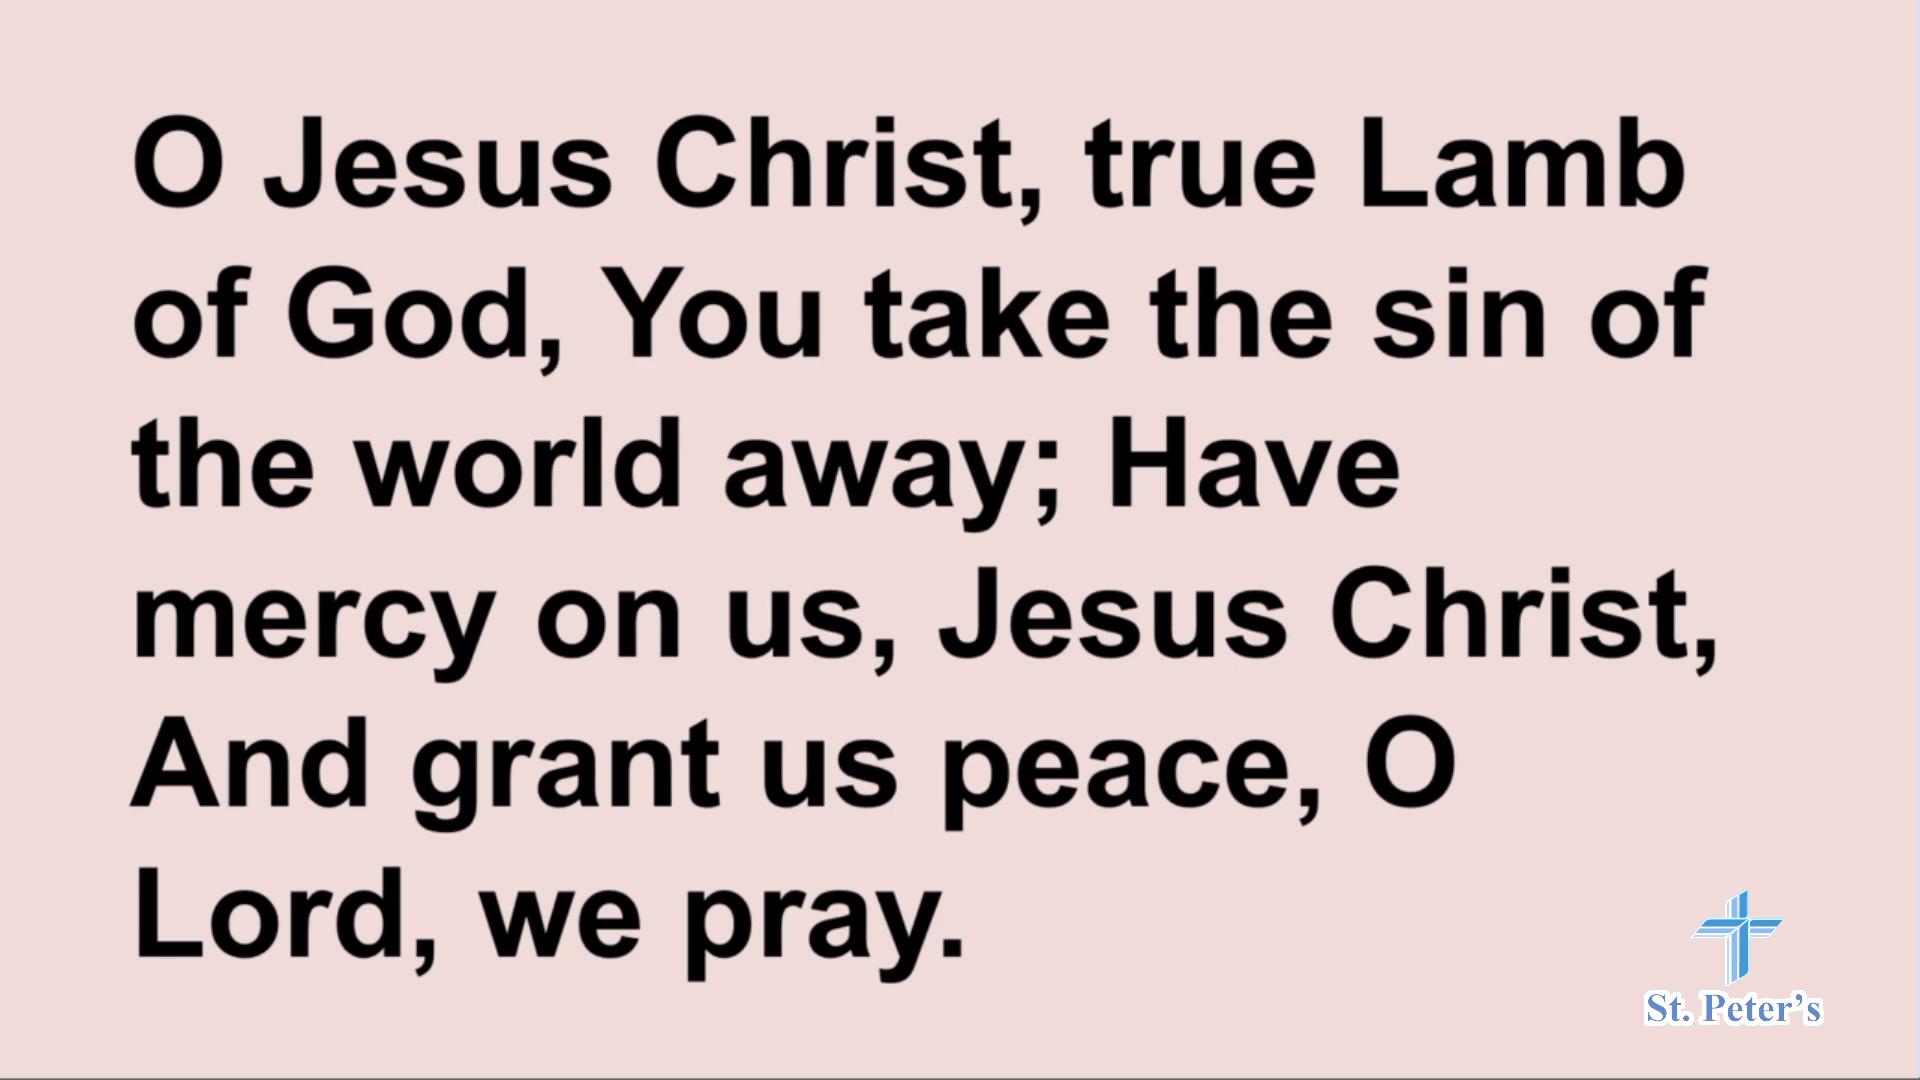 O Jesus Christ, true Lamb
of God, You take the sin of
the world away; Have
mercy on us, Jesus Christ,
And grant us peace, O
Lord, we pray.
St. Peter's